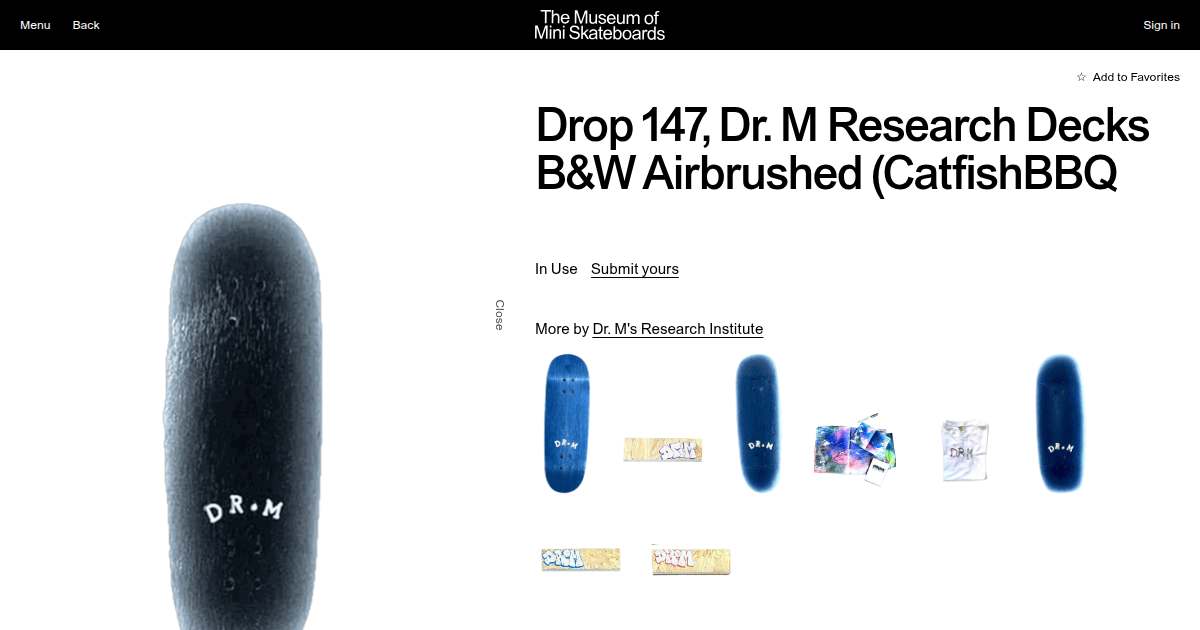 Menu
Back
The Museum of
Mini Skateboards
Sign in
☆ Add to Favorites
Drop 147, Dr. M Research Decks
B&W Airbrushed (CatfishBBQ
In Use Submit yours
Close
More by Dr. M's Research Institute
DR•M
DR•M
DR•M
DR•M
DRM